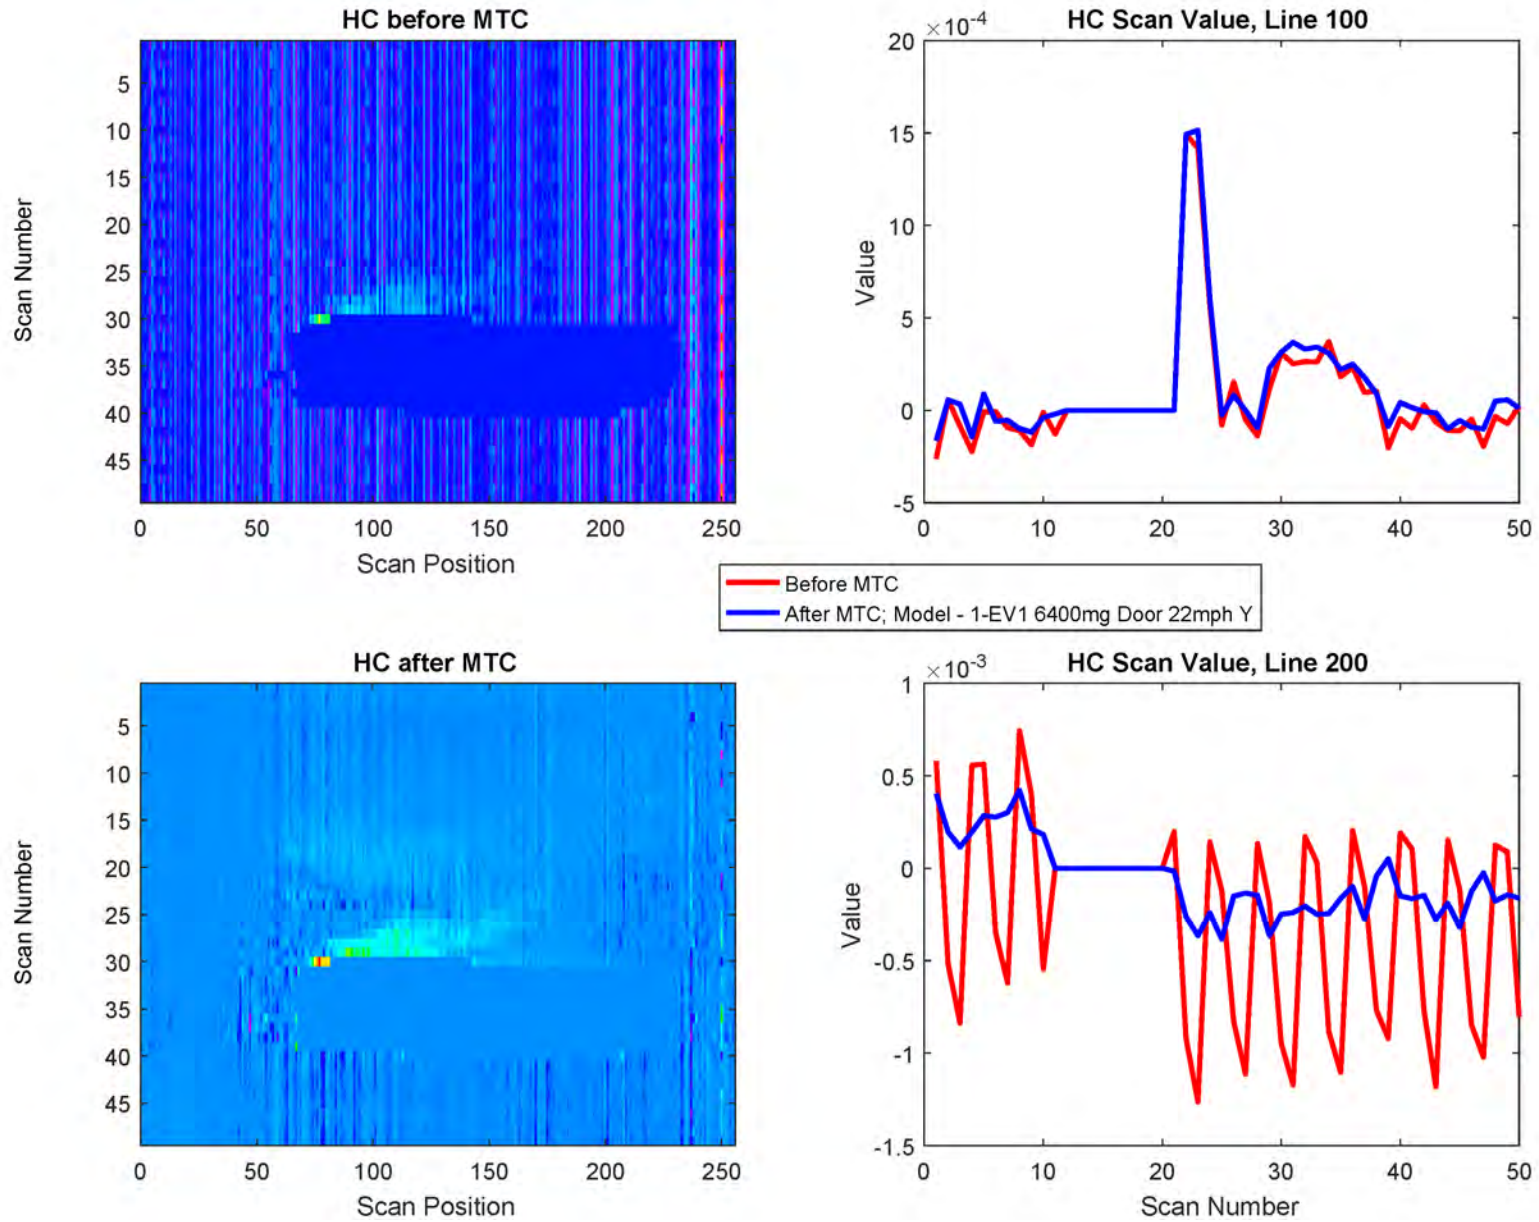 HC before MTC
Scan Number
5
10
15
20
25
30
35
40
45
0 50 100 150 200 250
Scan Position
HC Scan Value, Line 100
×10-4
Value
20
15
10
5
0
-5
0 10 20 30 40 50
Before MTC
After MTC; Model - 1-EV1 6400mg Door 22mph Y
HC after MTC
Scan Number
5
10
15
20
25
30
35
40
45
0 50 100 150 200 250
Scan Position
HC Scan Value, Line 200
×10-3
Value
1
0.5
0
-0.5
-1
-1.5
0 10 20 30 40 50
Scan Number